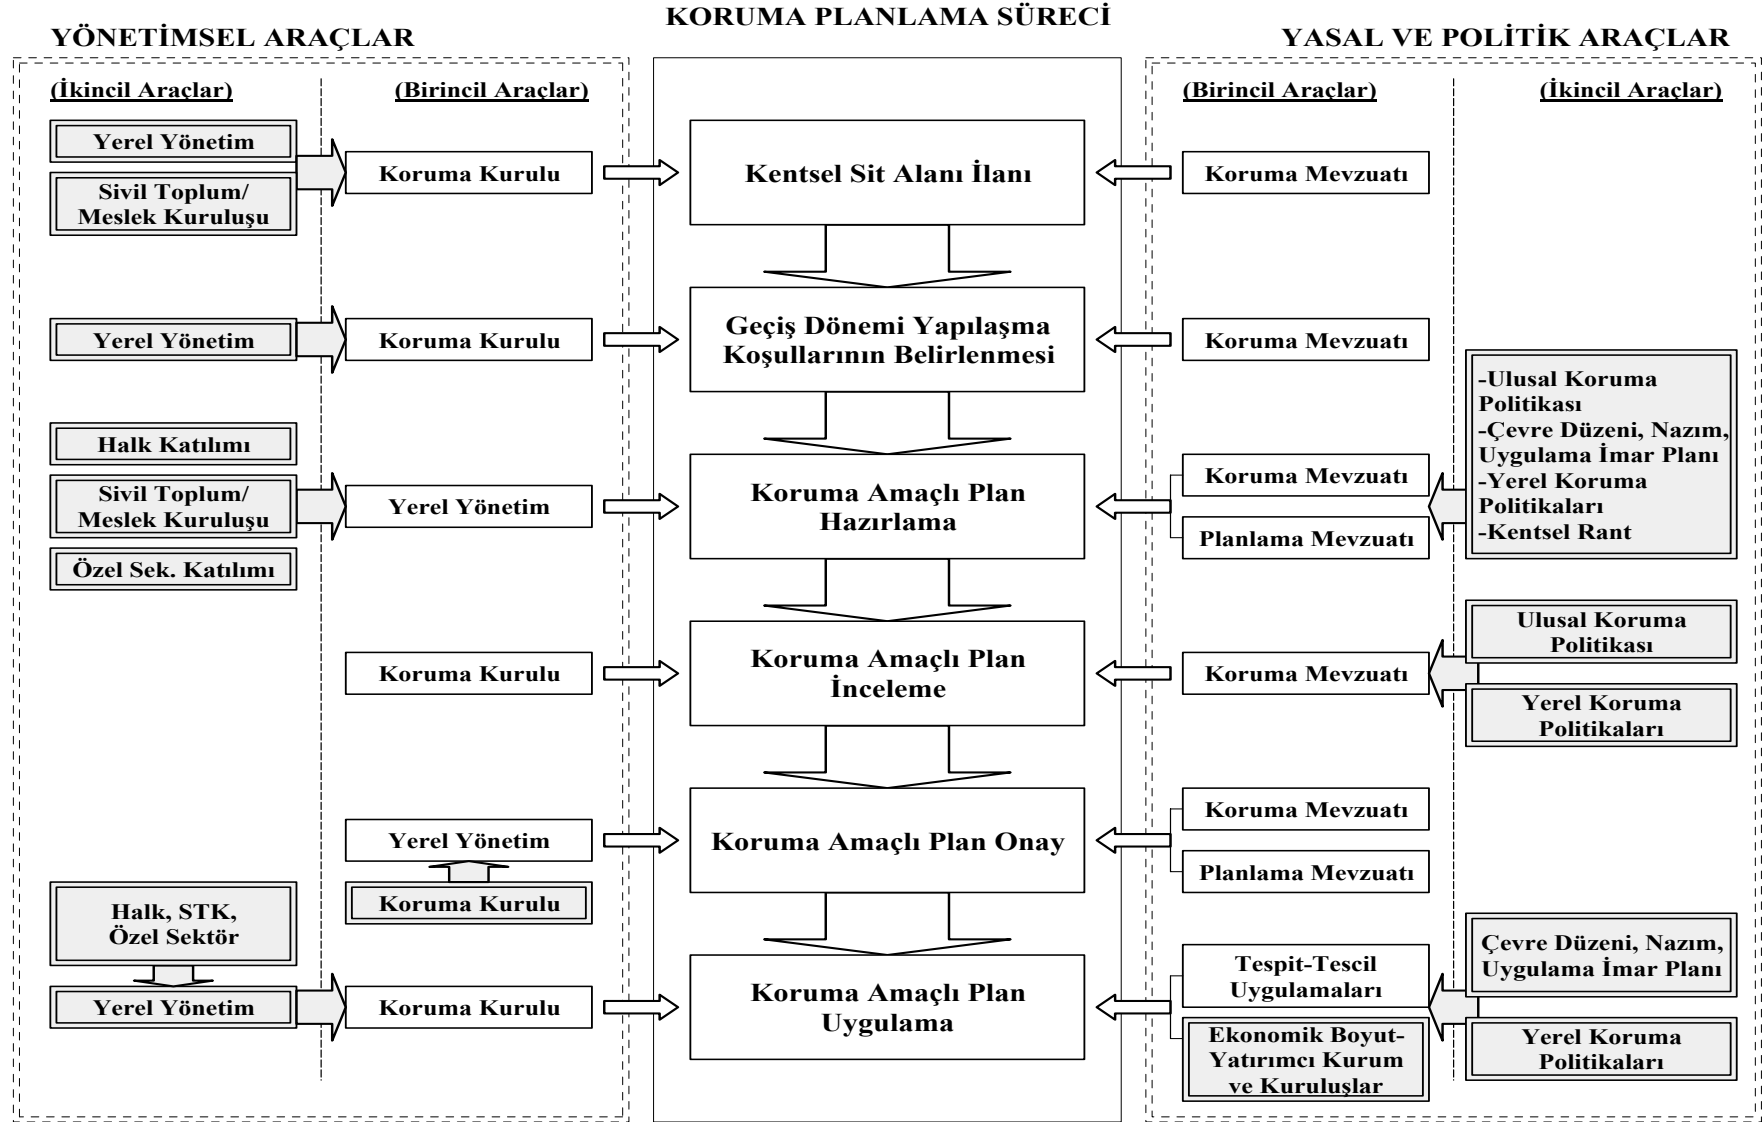 KORUMA PLANLAMA SÜRECİ
YÖNETİMSEL ARAÇLAR
YASAL VE POLİTİK ARAÇLAR
(İkincil Araçlar)
(Birincil Araçlar)
(Birincil Araçlar)
(İkincil Araçlar)
Yerel Yönetim
Sivil Toplum/
Meslek Kuruluşu
Koruma Kurulu
Kentsel Sit Alanı İlanı
Koruma Mevzuatı
Yerel Yönetim
Koruma Kurulu
Geçiş Dönemi Yapılaşma
Koşullarının Belirlenmesi
Koruma Mevzuatı
Halk Katılımı
Sivil Toplum/
Meslek Kuruluşu
Özel Sek. Katılımı
Yerel Yönetim
Koruma Amaçlı Plan
Hazırlama
Koruma Mevzuatı
Planlama Mevzuatı
-Ulusal Koruma
Politikası
-Çevre Düzeni, Nazım,
Uygulama İmar Planı
-Yerel Koruma
Politikaları
-Kentsel Rant
Koruma Kurulu
Koruma Amaçlı Plan
İnceleme
Koruma Mevzuatı
Ulusal Koruma
Politikası
Yerel Koruma
Politikaları
Yerel Yönetim
Koruma Kurulu
Koruma Amaçlı Plan Onay
Koruma Mevzuatı
Planlama Mevzuatı
Halk, STK,
Özel Sektör
Yerel Yönetim
Koruma Kurulu
Koruma Amaçlı Plan
Uygulama
Tespit-Tescil
Uygulamaları
Ekonomik Boyut-
Yatırımcı Kurum
ve Kuruluşlar
Çevre Düzeni, Nazım,
Uygulama İmar Planı
Yerel Koruma
Politikaları